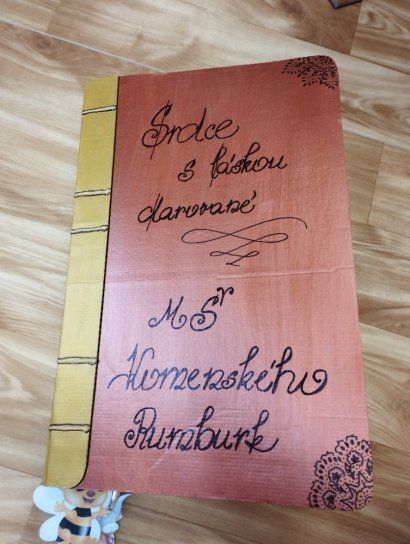 Srdce
s láskou
darované
MŠ
Komenského
Rumburk